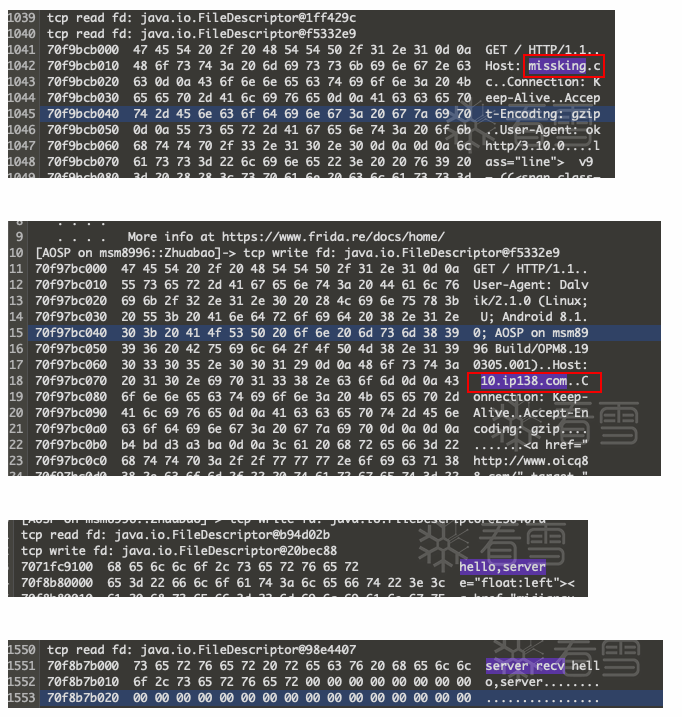 1039 tcp read fd: java.io.FileDescriptor@1ff429c
1040 tcp read fd: java.io.FileDescriptor@f5332e9
1041 70f9bcb000 47 45 54 20 2f 20 48 54 54 50 2f 31 2e 31 0d 0a GET / HTTP/1.1..
1042 70f9bcb010 48 6f 73 74 3a 20 6d 69 73 73 6b 69 6e 67 2e 63 Host: missking.c
1043 70f9bcb020 63 0d 0a 43 6f 6e 6e 65 63 74 69 6f 6e 3a 20 4b c..Connection: K
1044 70f9bcb030 65 65 70 2d 41 6c 69 76 65 0d 0a 41 63 63 65 70 eep-Alive..Accep
1045 70f9bcb040 74 2d 45 6e 63 6f 64 69 6e 67 3a 20 67 7a 69 70 t-Encoding: gzip
1046 70f9bcb050 0d 0a 55 73 65 72 2d 41 67 65 6e 74 3a 20 6f 6b ..User-Agent: ok
1047 70f9bcb060 68 74 74 70 2f 33 2e 31 30 2e 30 0d 0a 0d 0a 6c http/3.10.0....l
1048 70f9bcb070 61 73 73 3d 22 6c 69 6e 65 22 3e 20 20 76 39 20 ass="line">  v9
1049 70f9bcb080 3d 20 28 28 3c 73 70 61 6e 20 63 6c 61 73 73 3d = ((<span class=
看雪
9 . . . . More info at https://www.frida.re/docs/home/
10 [AOSP on msm8996::Zhuabao]-> tcp write fd: java.io.FileDescriptor@f5332e9
11 70f97bc000 47 45 54 20 2f 20 48 54 54 50 2f 31 2e 31 0d 0a GET / HTTP/1.1..
12 70f97bc010 55 73 65 72 2d 41 67 65 6e 74 3a 20 44 61 6c 76 User-Agent: Dalv
13 70f97bc020 69 6b 2f 32 2e 31 2e 30 20 28 4c 69 6e 75 78 3b ik/2.1.0 (Linux;
14 70f97bc030 20 55 3b 20 41 6e 64 72 6f 69 64 20 38 2e 31 2e U; Android 8.1.
15 70f97bc040 30 3b 20 41 4f 53 50 20 6f 6e 20 6d 73 6d 38 39 0; AOSP on msm89
16 70f97bc050 39 36 20 42 75 69 6c 64 2f 4f 50 4d 38 2e 31 39 96 Build/OPM8.19
17 70f97bc060 30 33 30 35 2e 30 30 31 29 0d 0a 48 6f 73 74 3a 0305.001)..Host:
18 70f97bc070 20 31 30 2e 69 70 31 33 38 2e 63 6f 6d 0d 0a 43 10.ip138.com..C
19 70f97bc080 6f 6e 6e 65 63 74 69 6f 6e 3a 20 4b 65 65 70 2d onnection: Keep-
20 70f97bc090 41 6c 69 76 65 0d 0a 41 63 63 65 70 74 2d 45 6e Alive..Accept-En
21 70f97bc0a0 63 6f 64 69 6e 67 3a 20 67 7a 69 70 0d 0a 0d 0a coding: gzip....
22 70f97bc0b0 b4 bd d3 a3 ba 0d 0a 3c 61 20 68 72 65 66 3d 22 .......<a href="
23 70f97bc0c0 68 74 74 70 3a 2f 2f 77 77 77 2e 6f 69 63 71 38 http://www.oicq8
看雪
tcp read fd: java.io.FileDescriptor@b94d02b
tcp write fd: java.io.FileDescriptor@20bec88
7071fc9100 68 65 6c 6c 6f 2c 73 65 72 76 65 72 hello,server
70f8b80000 65 3d 22 66 6c 6f 61 74 3a 6c 65 66 74 22 3e 3c e="float:left"><
看雪
1550 tcp read fd: java.io.FileDescriptor@98e4407
1551 70f8b7b000 73 65 72 76 65 72 20 72 65 63 76 20 68 65 6c 6c server recv hell
1552 70f8b7b010 6f 2c 73 65 72 76 65 72 00 00 00 00 00 00 00 00 o,server........
1553 70f8b7b020 00 00 00 00 00 00 00 00 00 00 00 00 00 00 00 00 ................
看雪